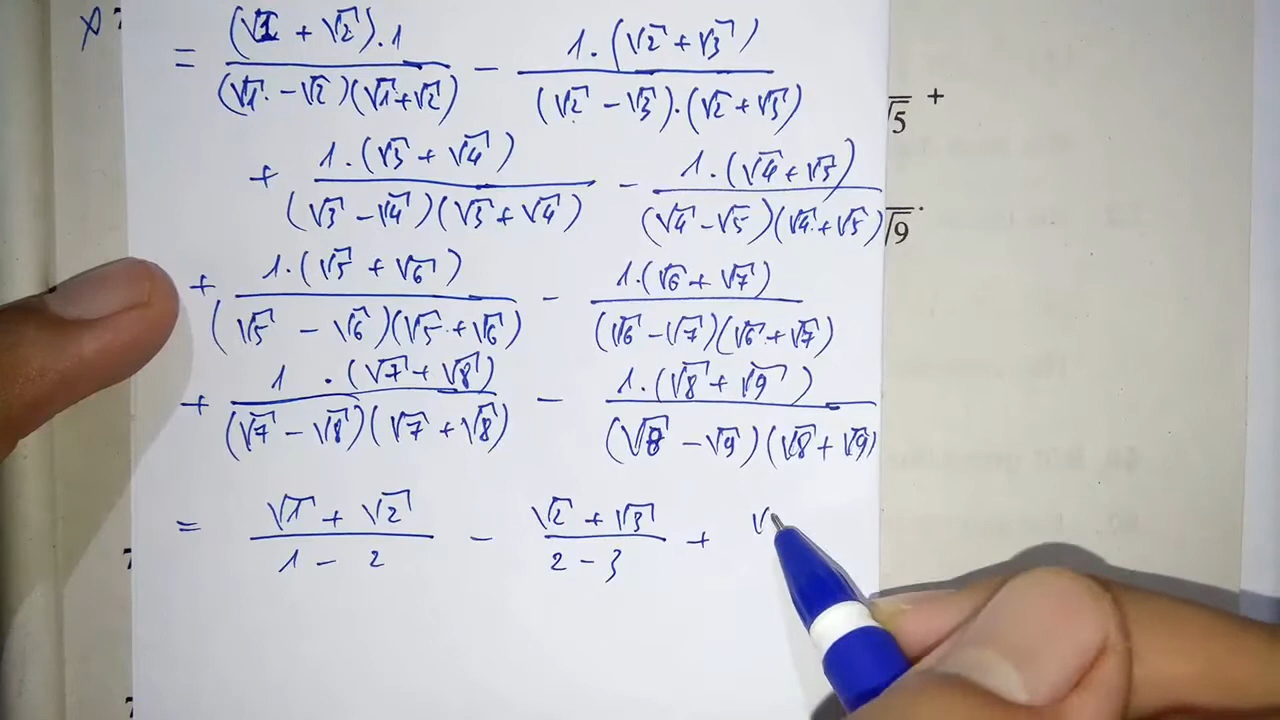 = (√1 + √2).1 / (√1 - √2)(√1 + √2) - 1.(√2 + √3) / (√2 - √3).(√2 + √3)
√5 +
+ 1.(√3 + √4) / (√3 - √4)(√3 + √4) - 1.(√4 + √5) / (√4 - √5)(√4 + √5)
√9.
+ 1.(√5 + √6) / (√5 - √6)(√5 + √6) - 1.(√6 + √7) / (√6 - √7)(√6 + √7)
+ 1.(√7 + √8) / (√7 - √8)(√7 + √8) - 1.(√8 + √9) / (√8 - √9)(√8 + √9)
= √1 + √2 / 1 - 2 - √2 + √3 / 2 - 3 + √